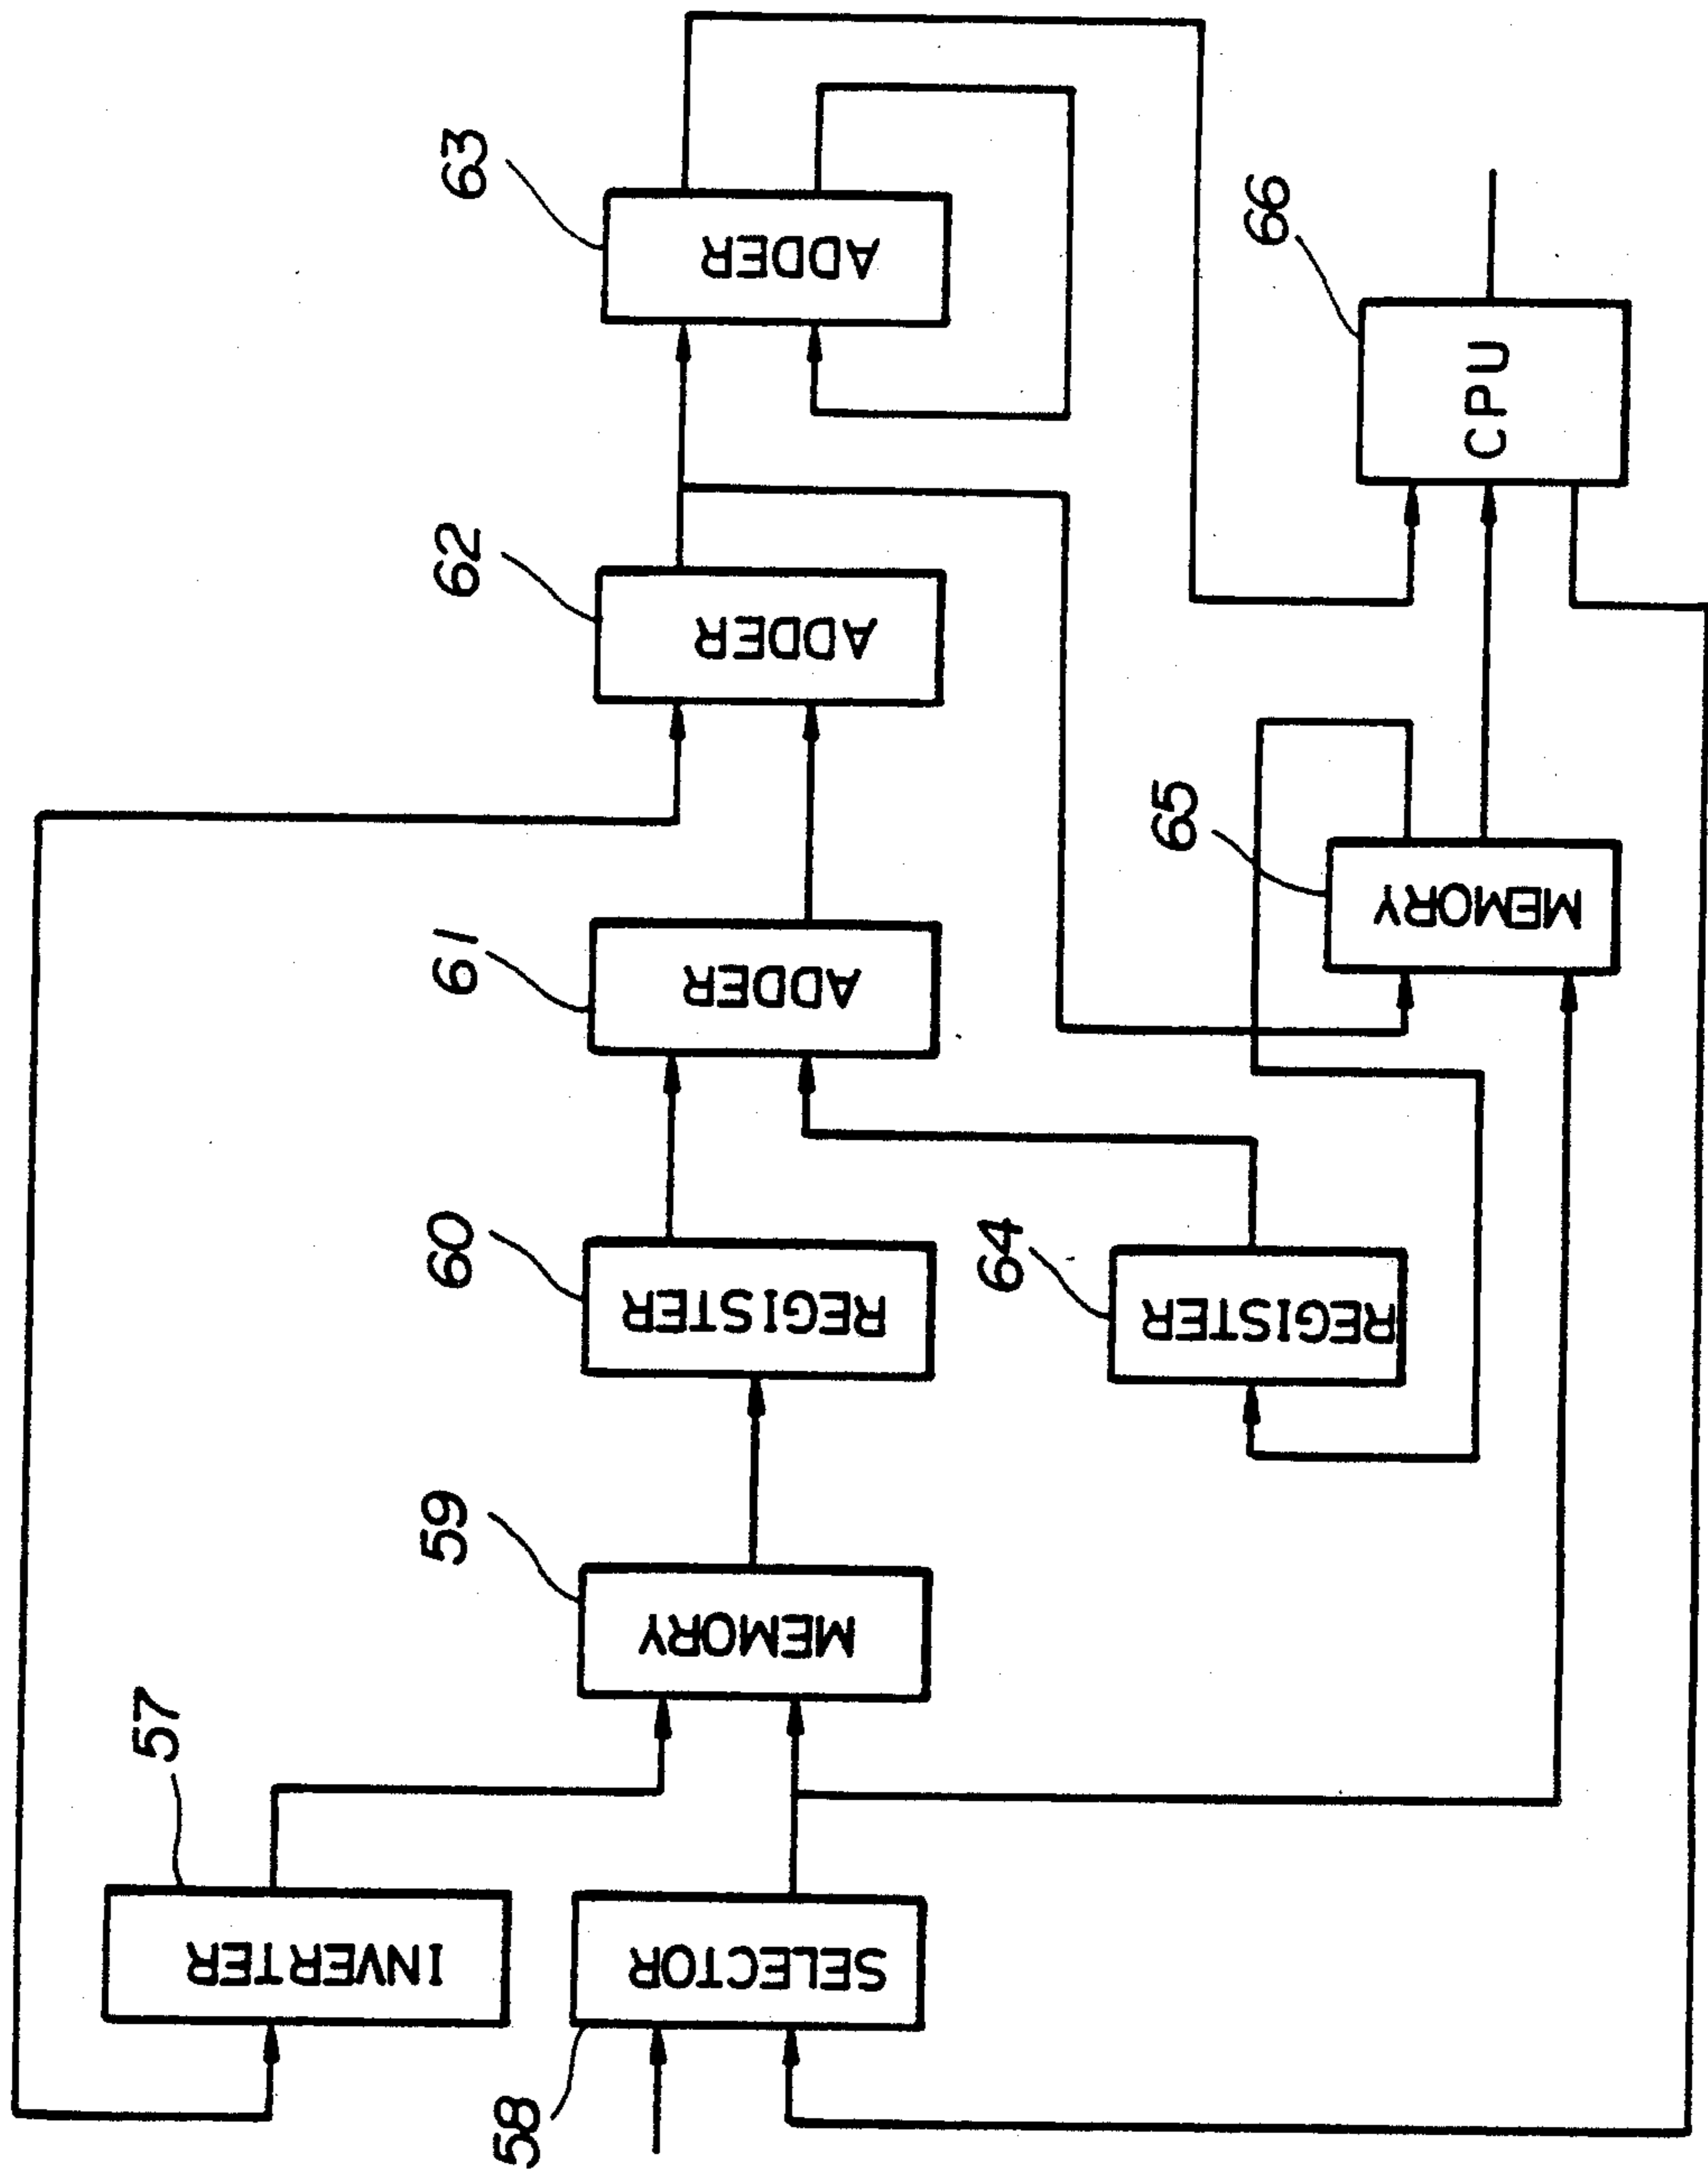 63
ADDER
66
CPU
62
ADDER
65
MEMORY
61
ADDER
60
REGISTER
64
REGISTER
59
MEMORY
57
INVERTER
58
SELECTOR